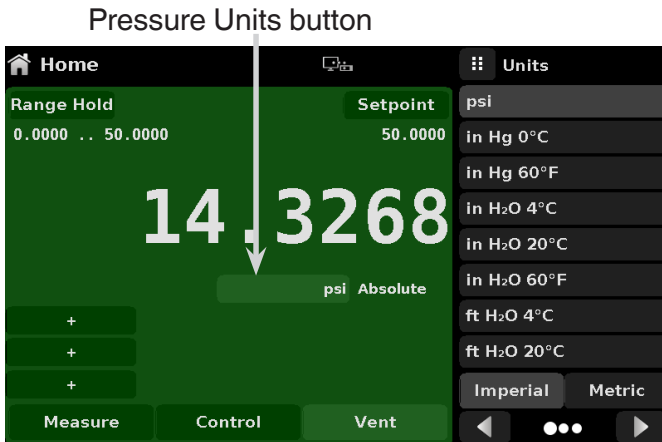 Pressure Units button
Home
Units
Range Hold
Setpoint
0.0000 .. 50.0000
50.0000
14.3268
psi Absolute
+
+
+
Measure
Control
Vent
psi
in Hg 0°C
in Hg 60°F
in H₂O 4°C
in H₂O 20°C
in H₂O 60°F
ft H₂O 4°C
ft H₂O 20°C
Imperial
Metric